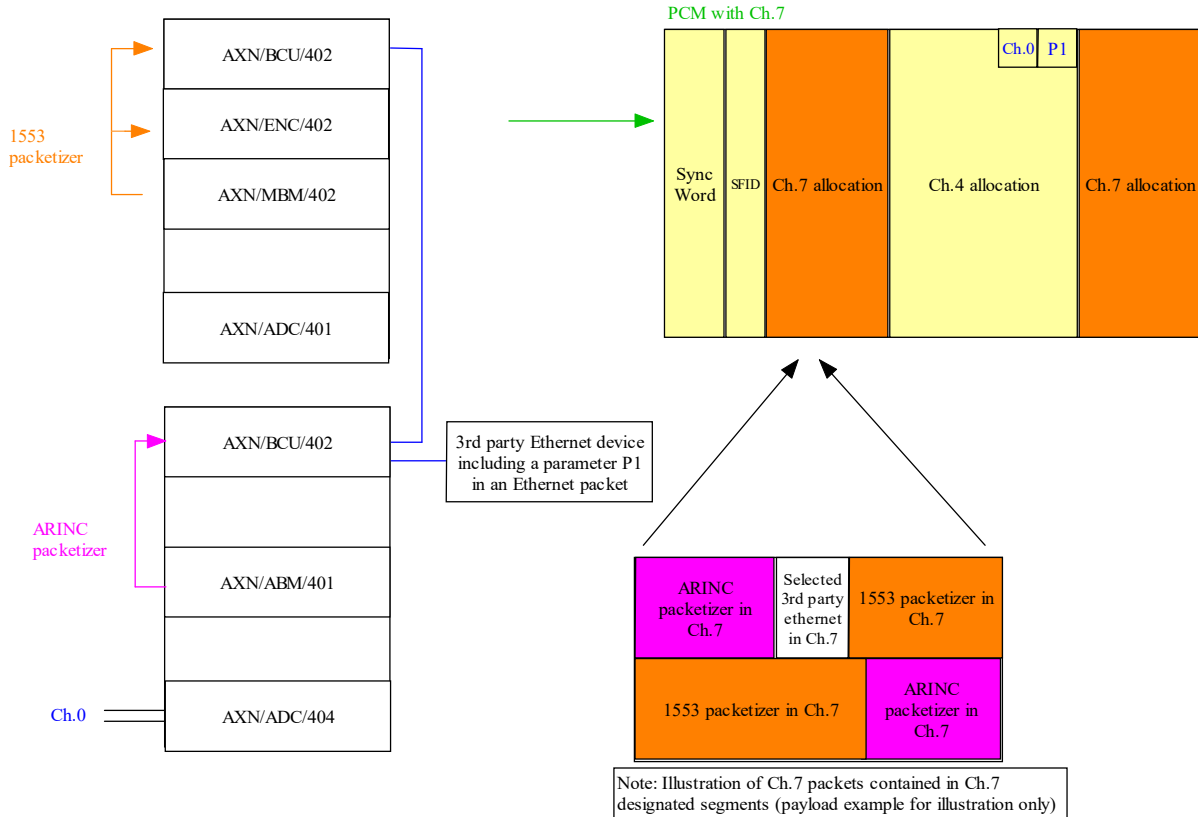 PCM with Ch.7
AXN/BCU/402
AXN/ENC/402
AXN/MBM/402
AXN/ADC/401
1553
packetizer
Sync
Word
SFID
Ch.7 allocation
Ch.4 allocation
Ch.0
P1
Ch.7 allocation
AXN/BCU/402
AXN/ABM/401
AXN/ADC/404
ARINC
packetizer
Ch.0
3rd party Ethernet device
including a parameter P1
in an Ethernet packet
ARINC
packetizer in
Ch.7
Selected
3rd party
ethernet
in Ch.7
1553 packetizer in
Ch.7
1553 packetizer in Ch.7
ARINC
packetizer in
Ch.7
Note: Illustration of Ch.7 packets contained in Ch.7
designated segments (payload example for illustration only)